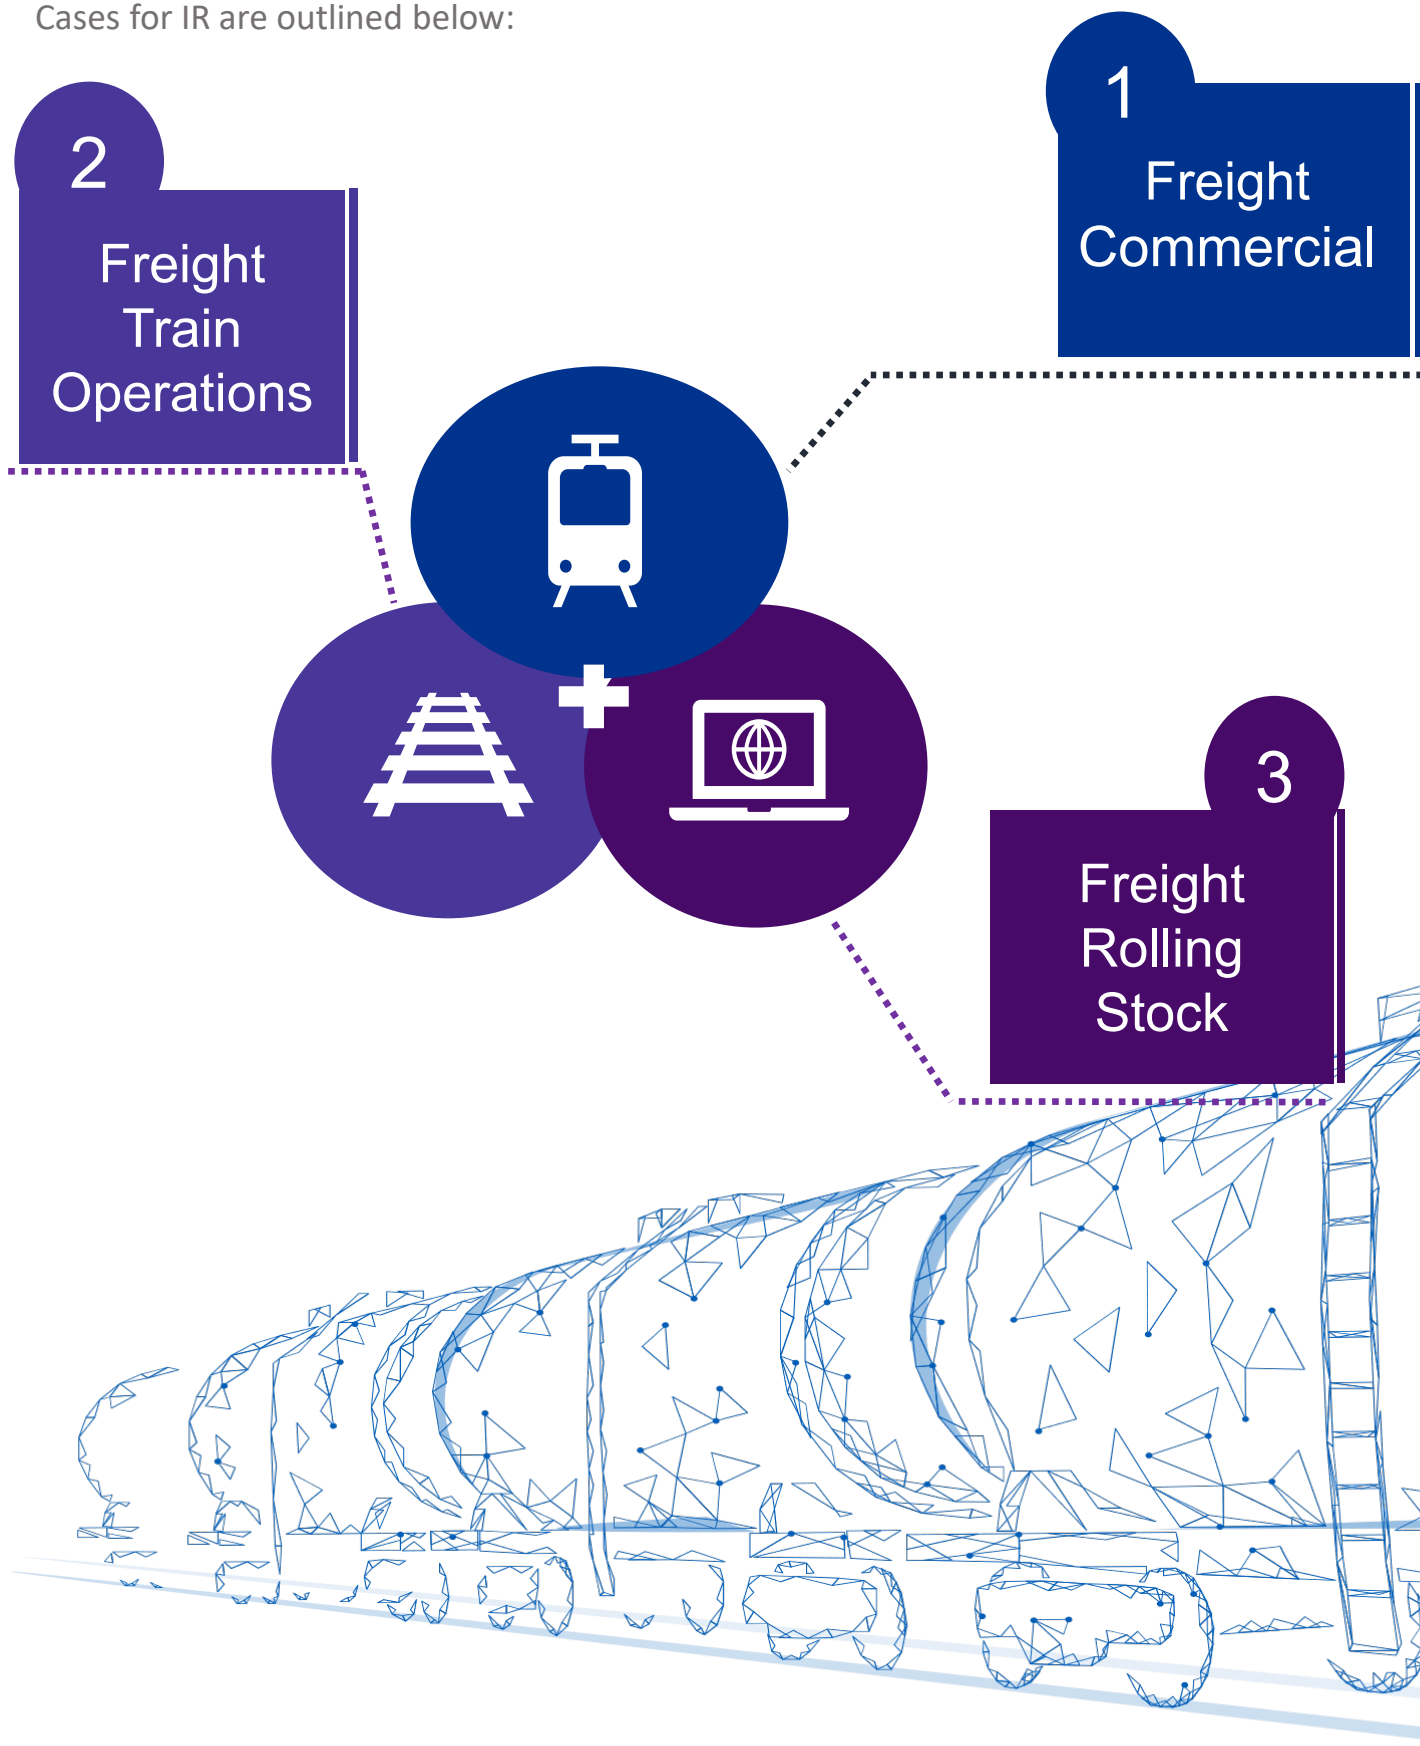 Cases for IR are outlined below:
1
Freight
Commercial
2
Freight
Train
Operations
3
Freight
Rolling
Stock